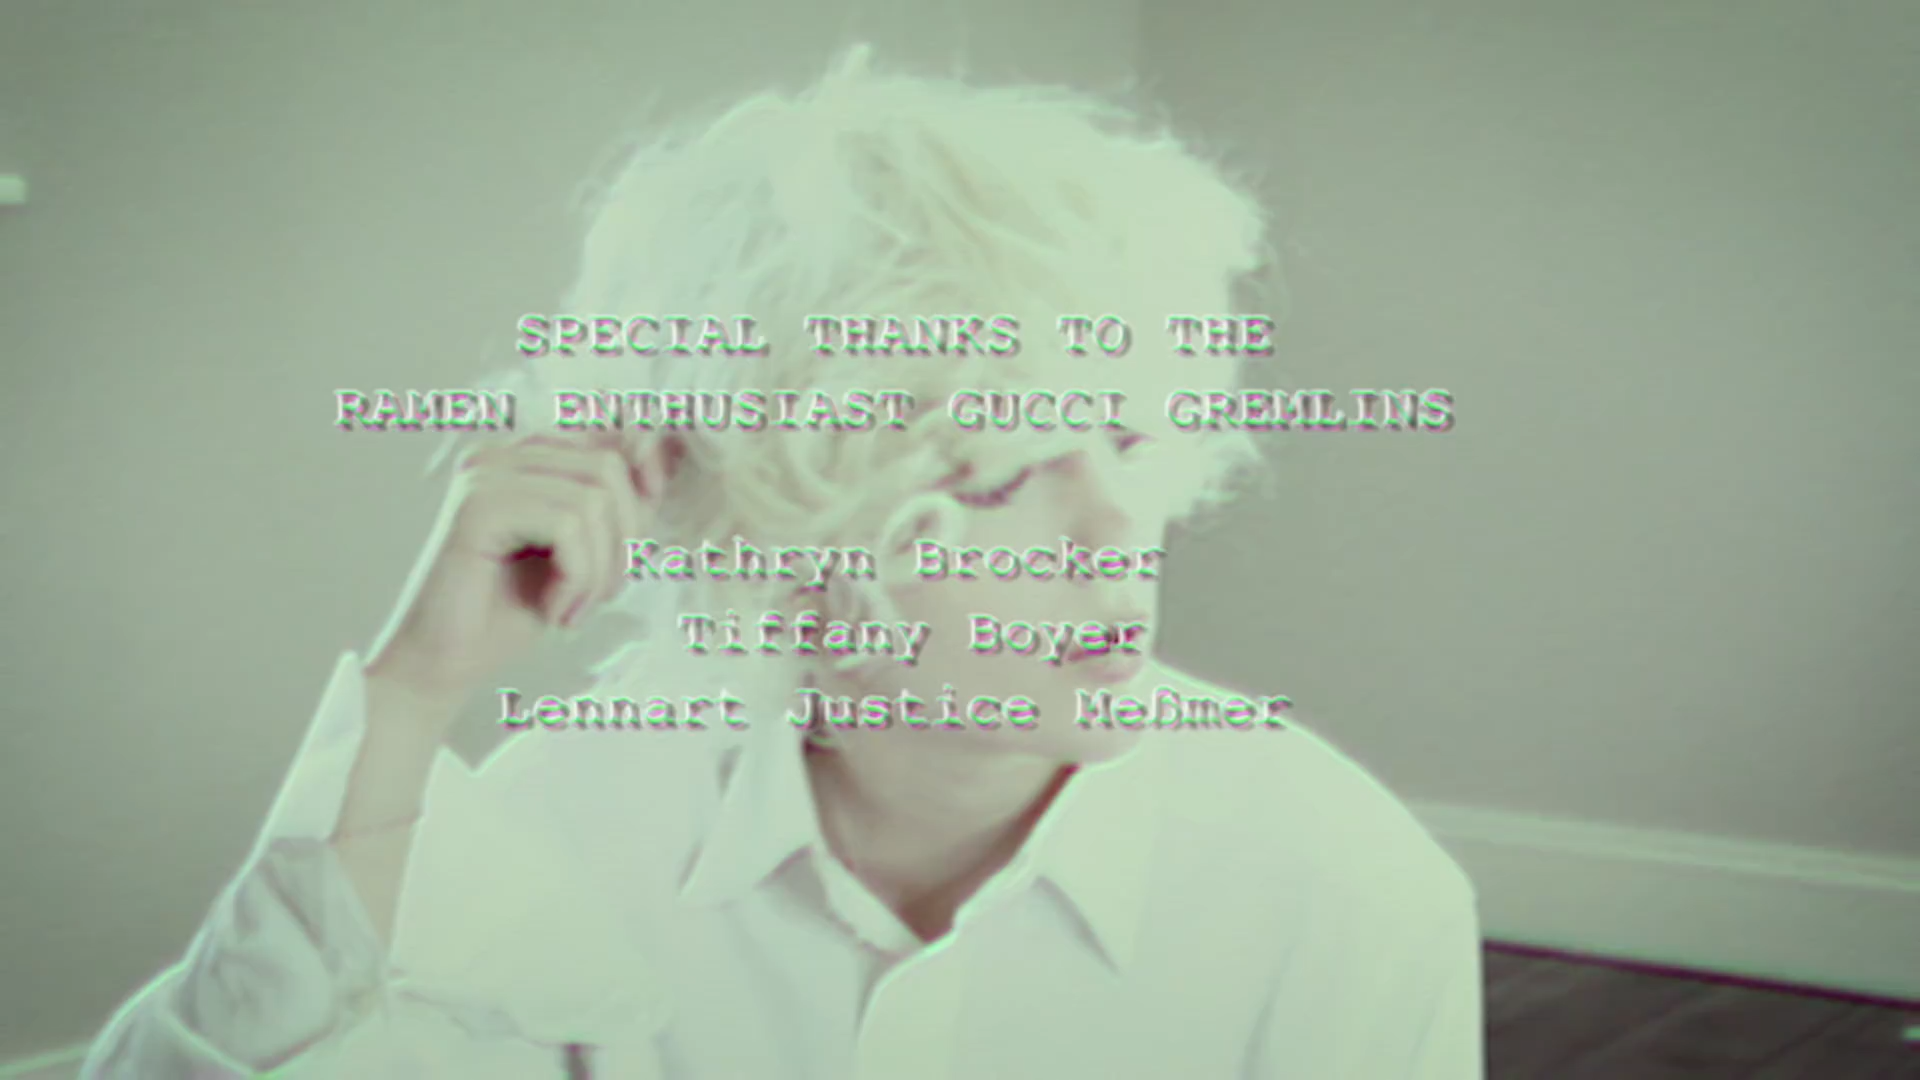 SPECIAL THANKS TO THE
RAMEN ENTHUSIAST GUCCI GREMLINS
Kathryn Brocker
Tiffany Boyer
Lennart Justice Meßmer